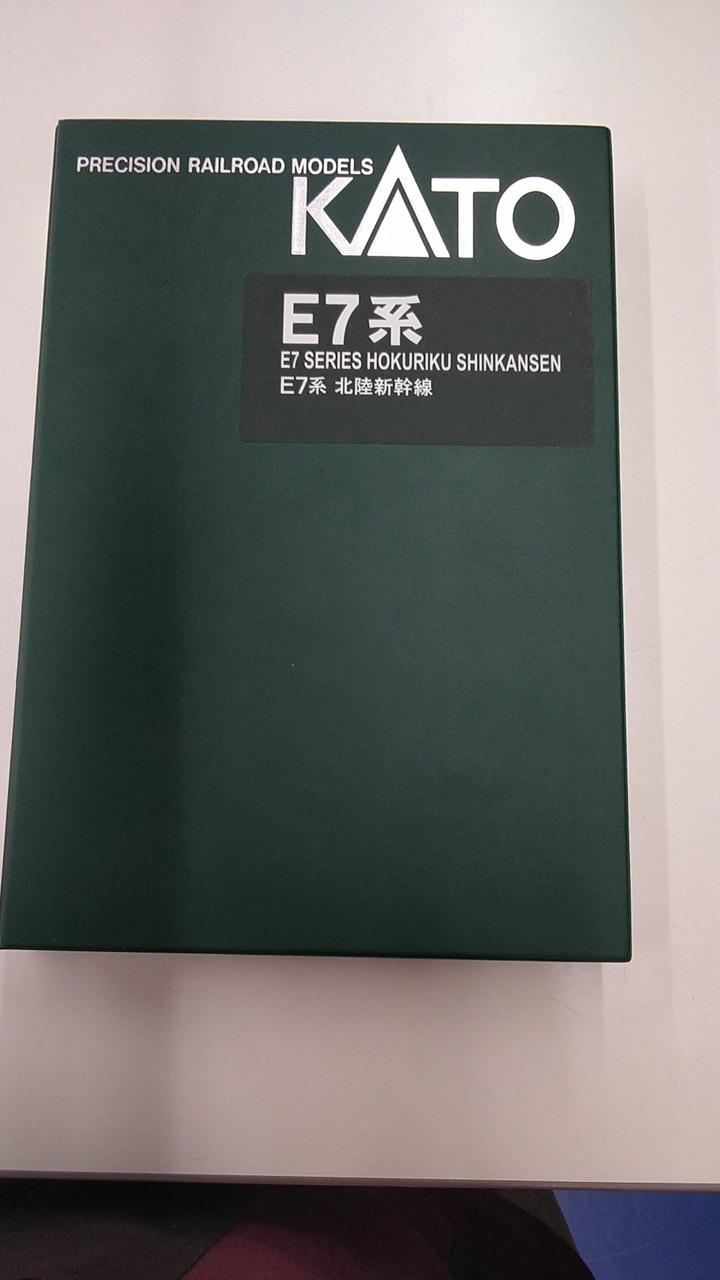 PRECISION RAILROAD MODELS
KATO
E7系
E7 SERIES HOKURIKU SHINKANSEN
E7系 北陸新幹線